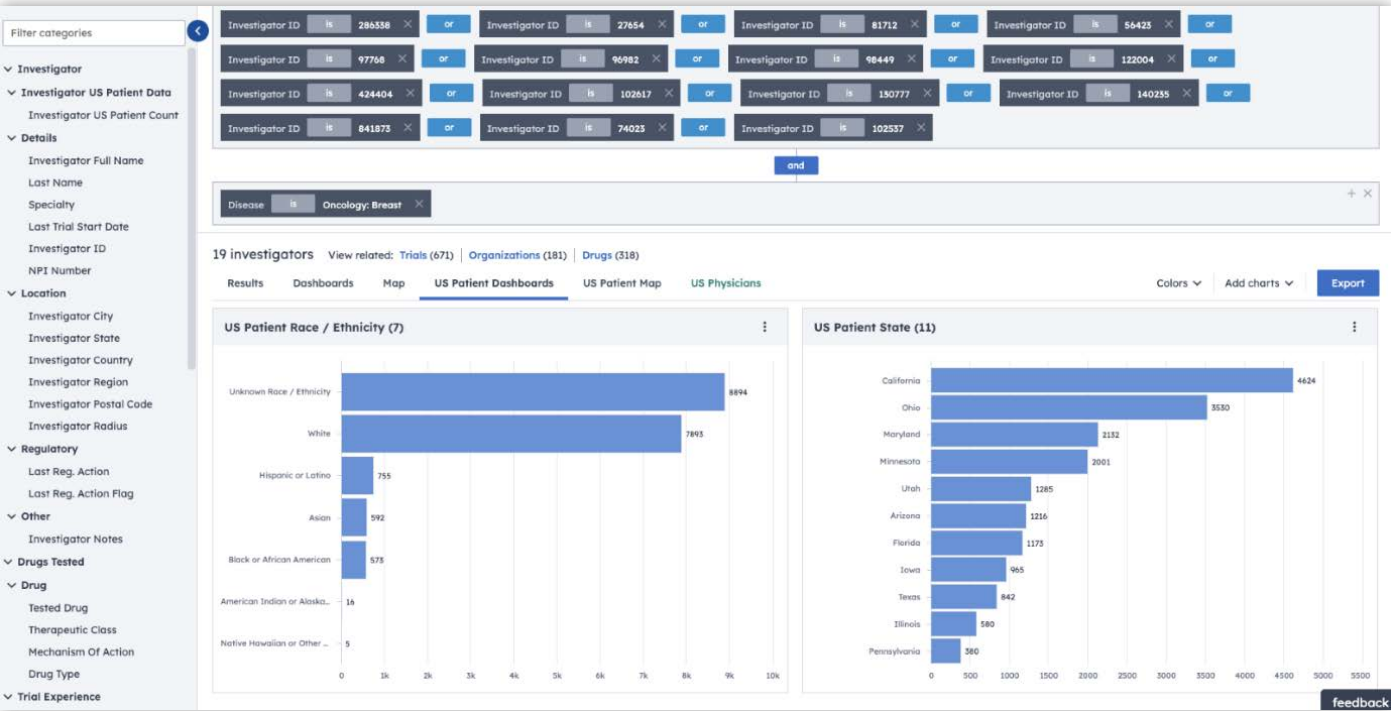 Filter categories
Investigator
Investigator US Patient Data
Investigator US Patient Count
Details
Investigator Full Name
Last Name
Specialty
Last Trial Start Date
Investigator ID
NPI Number
Location
Investigator City
Investigator State
Investigator Country
Investigator Region
Investigator Postal Code
Investigator Radius
Regulatory
Last Reg. Action
Last Reg. Action Flag
Other
Investigator Notes
Drugs Tested
Drug
Tested Drug
Therapeutic Class
Mechanism Of Action
Drug Type
Trial Experience
Investigator ID is 286338 × or Investigator ID is 27654 × or Investigator ID is 81712 × or Investigator ID is 56423 × or
Investigator ID is 97768 × or Investigator ID is 96982 × or Investigator ID is 98449 × or Investigator ID is 122004 × or
Investigator ID is 424404 × or Investigator ID is 102617 × or Investigator ID is 130777 × or Investigator ID is 140235 × or
Investigator ID is 841873 × or Investigator ID is 74023 × or Investigator ID is 102537 ×
and
Disease is Oncology: Breast ×
+ ×
19 investigators View related: Trials (671) | Organizations (181) | Drugs (318)
Results Dashboards Map US Patient Dashboards US Patient Map US Physicians Colors Add charts Export
US Patient Race / Ethnicity (7)
Unknown Race / Ethnicity 8894
White 7893
Hispanic or Latino 755
Asian 592
Black or African American 573
American Indian or Alaska... 16
Native Hawaiian or Other ... 5
0 1k 2k 3k 4k 5k 6k 7k 8k 9k 10k
US Patient State (11)
California 4624
Ohio 3530
Maryland 2132
Minnesota 2001
Utah 1285
Arizona 1216
Florida 1173
Iowa 965
Texas 842
Illinois 580
Pennsylvania 380
0 500 1000 1500 2000 2500 3000 3500 4000 4500 5000 5500
feedback